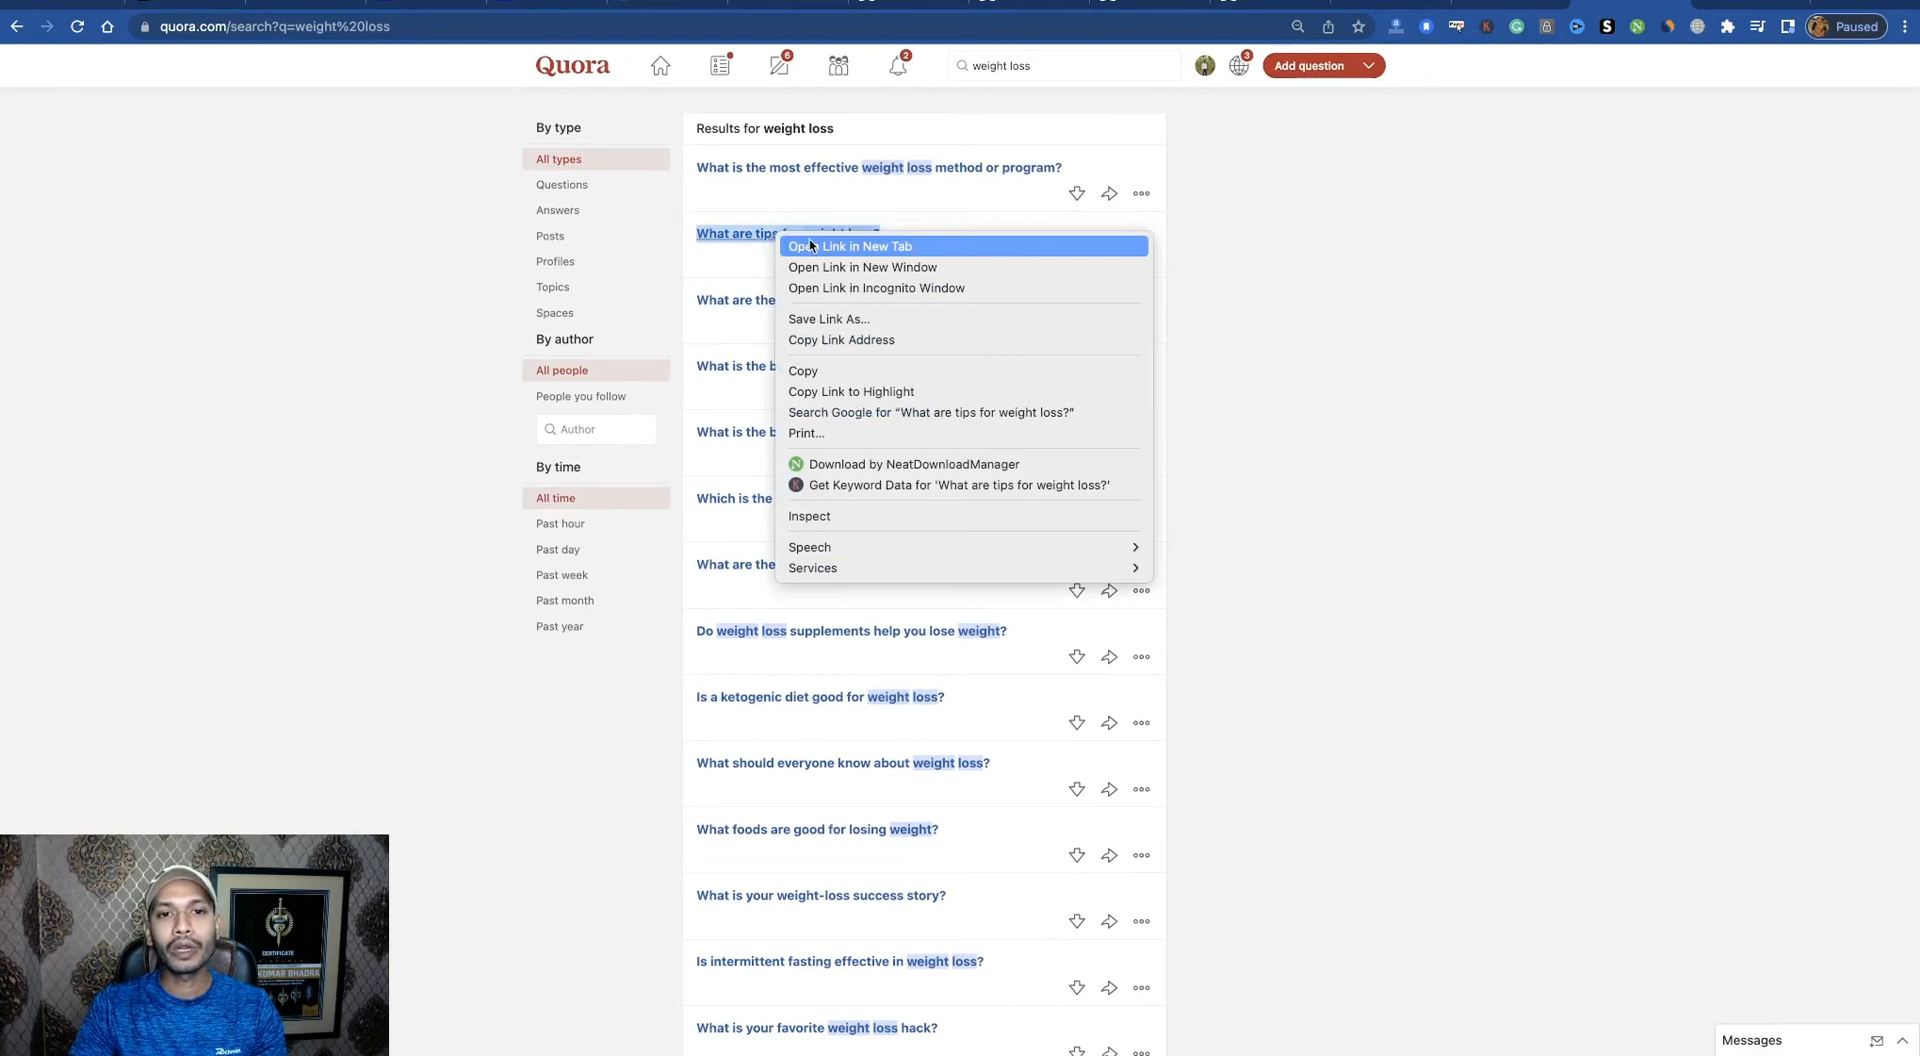 quora.com/search?q=weight%20loss
Paused
Quora
6
2
weight loss
3
Add question
By type
All types
Questions
Answers
Posts
Profiles
Topics
Spaces
By author
All people
People you follow
Author
By time
All time
Past hour
Past day
Past week
Past month
Past year
Results for weight loss
What is the most effective weight loss method or program?
What are tips
What are the
What is the b
What is the b
Which is the
What are the
Do weight loss supplements help you lose weight?
Is a ketogenic diet good for weight loss?
What should everyone know about weight loss?
What foods are good for losing weight?
What is your weight-loss success story?
Is intermittent fasting effective in weight loss?
What is your favorite weight loss hack?
Open Link in New Tab
Open Link in New Window
Open Link in Incognito Window
Save Link As...
Copy Link Address
Copy
Copy Link to Highlight
Search Google for “What are tips for weight loss?”
Print...
Download by NeatDownloadManager
Get Keyword Data for 'What are tips for weight loss?'
Inspect
Speech
Services
CERTIFICATE
KUMAR BHADRA
Messages